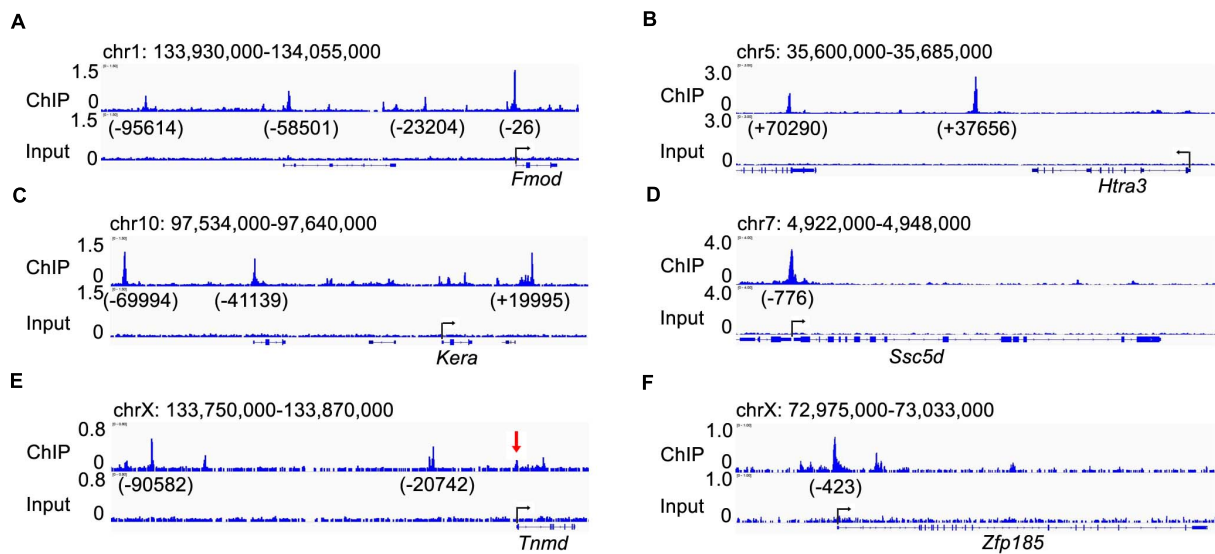 A
chr1: 133,930,000-134,055,000
1.5
ChIP
0
(-95614) (-58501) (-23204) (-26)
1.5
Input
0
Fmod
B
chr5: 35,600,000-35,685,000
3.0
ChIP
0
(+70290) (+37656)
3.0
Input
0
Htra3
C
chr10: 97,534,000-97,640,000
1.5
ChIP
0
(-69994) (-41139) (+19995)
1.5
Input
0
Kera
D
chr7: 4,922,000-4,948,000
4.0
ChIP
0
(-776)
4.0
Input
0
Ssc5d
E
chrX: 133,750,000-133,870,000
0.8
ChIP
0
(-90582) (-20742)
0.8
Input
0
Tnmd
F
chrX: 72,975,000-73,033,000
1.0
ChIP
0
(-423)
1.0
Input
0
Zfp185